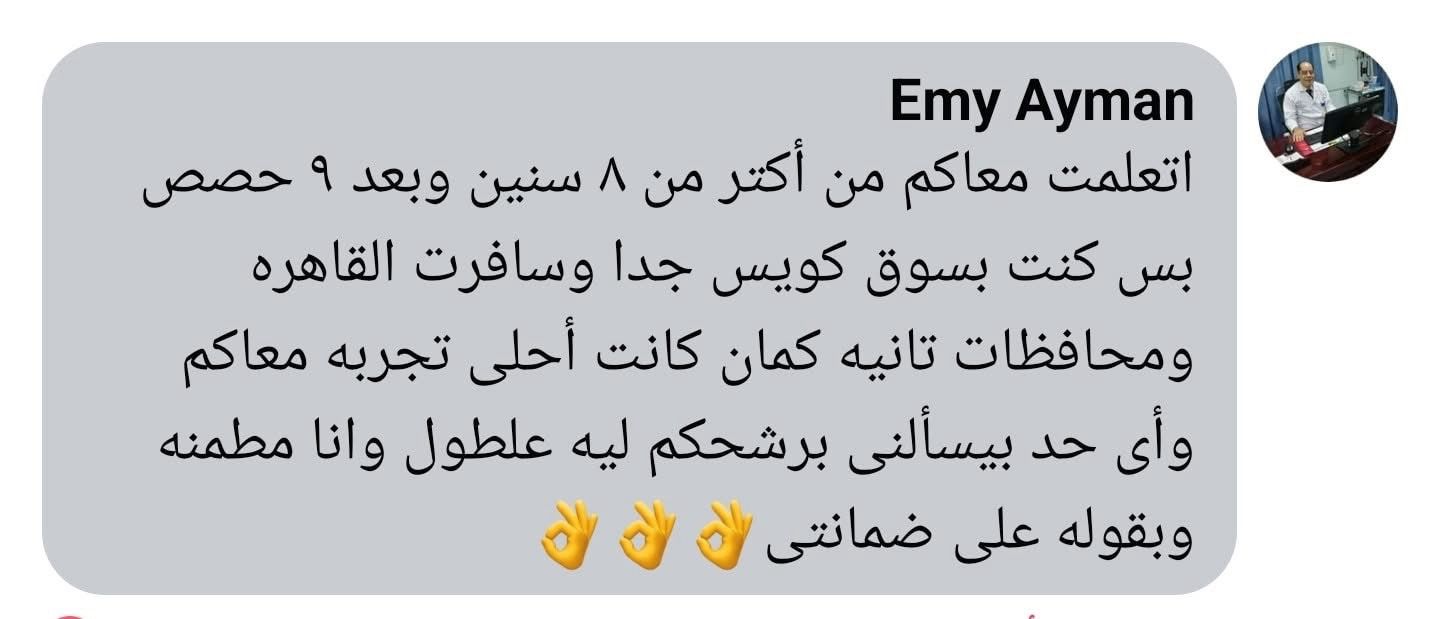 Emy Ayman
اتعلمت معاكم من أكتر من ٨ سنين وبعد ٩ حصص
بس كنت بسوق كويس جدا وسافرت القاهره
ومحافظات تانيه كمان كانت أحلى تجربه معاكم
وأى حد بيسألنى برشحكم ليه علطول وانا مطمنه
وبقوله على ضمانتى👌👌👌